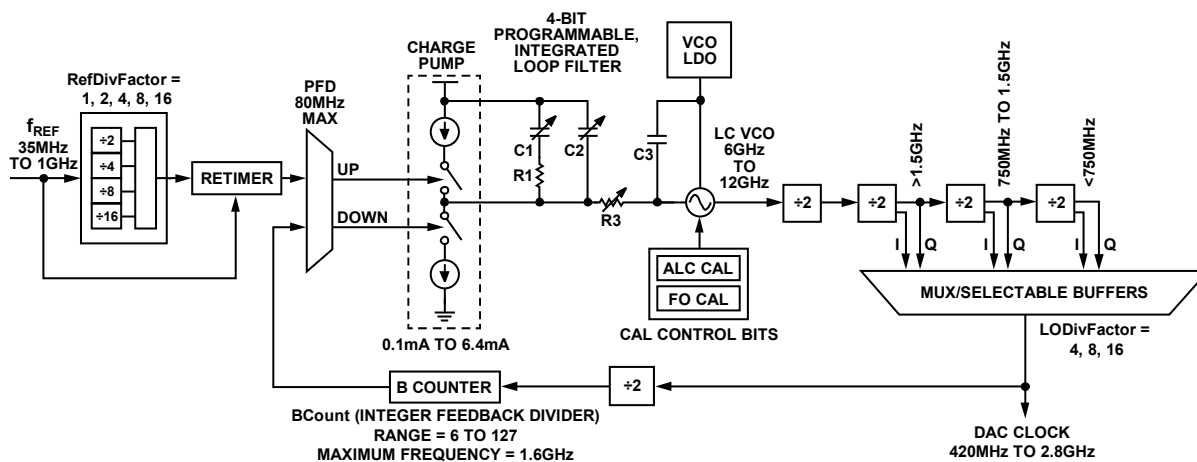 4-BIT
PROGRAMMABLE,
INTEGRATED
LOOP FILTER
CHARGE
PUMP
VCO
LDO
RefDivFactor =
1, 2, 4, 8, 16
PFD
80MHz
MAX
fREF
35MHz
TO 1GHz
÷2
÷4
÷8
÷16
RETIMER
UP
DOWN
C1
R1
C2
C3
R3
LC VCO
6GHz
TO
12GHz
÷2
÷2
>1.5GHz
÷2
750MHz TO 1.5GHz
÷2
<750MHz
I
Q
I
Q
I
Q
ALC CAL
FO CAL
CAL CONTROL BITS
MUX/SELECTABLE BUFFERS
0.1mA TO 6.4mA
LODivFactor =
4, 8, 16
B COUNTER
÷2
BCount (INTEGER FEEDBACK DIVIDER)
RANGE = 6 TO 127
MAXIMUM FREQUENCY = 1.6GHz
DAC CLOCK
420MHz TO 2.8GHz